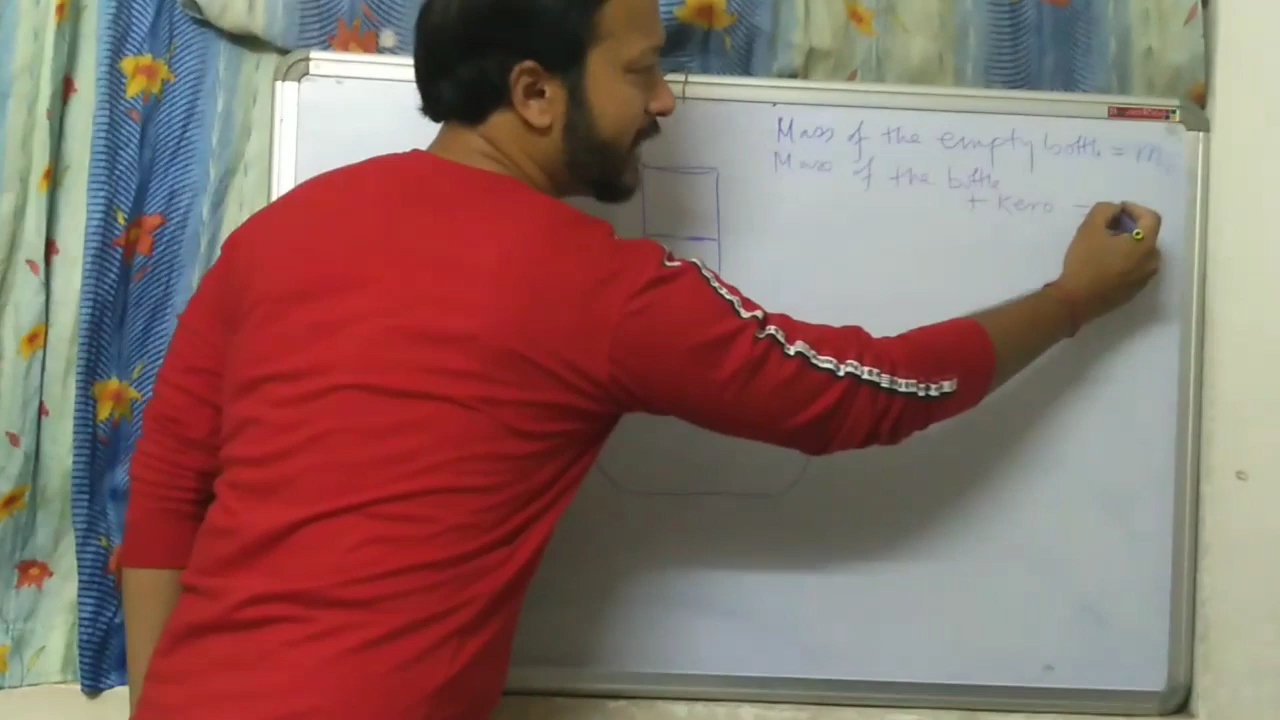 Mass of the empty bottle = m
Mass of the bottle
+ Kero -